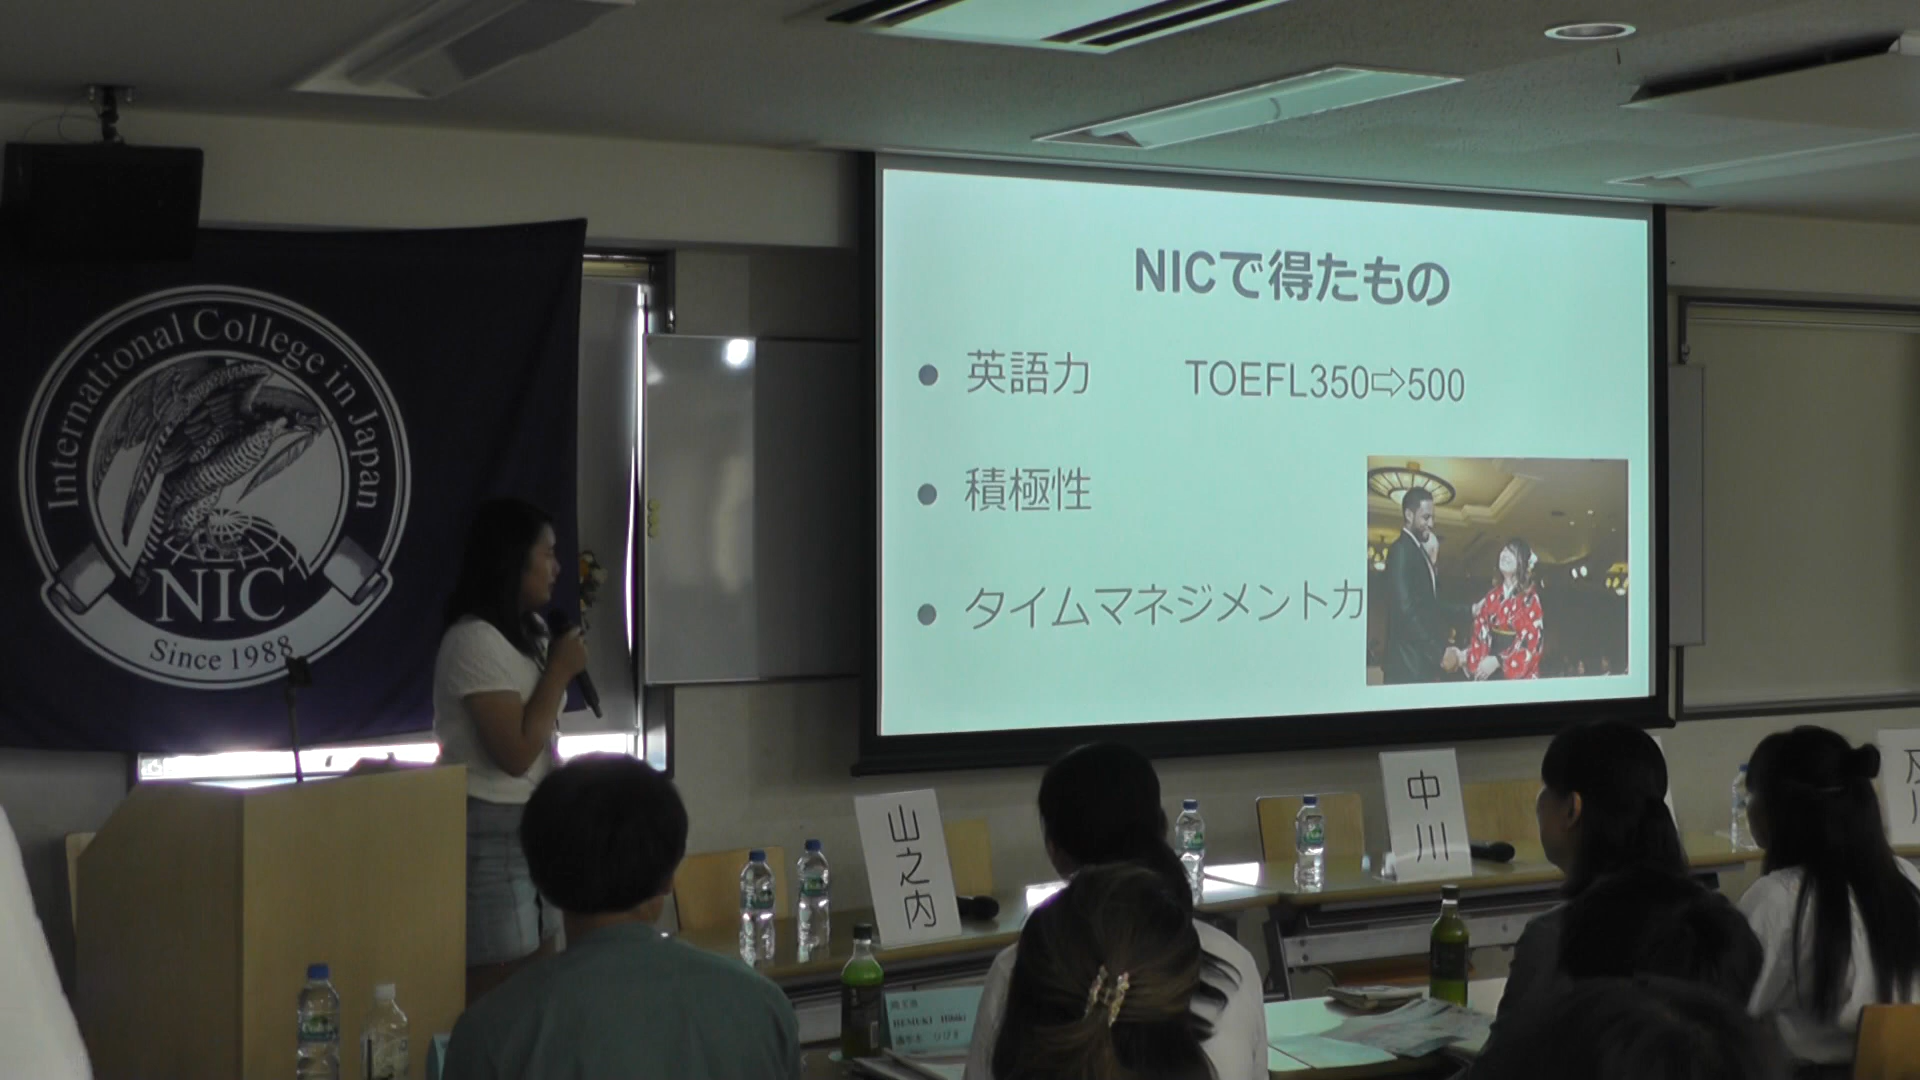 International College in Japan
NIC
Since 1988
NICで得たもの
英語力 TOEFL350⇨500
積極性
タイムマネジメント力
山之内
中川
HEMUKI Hibiki